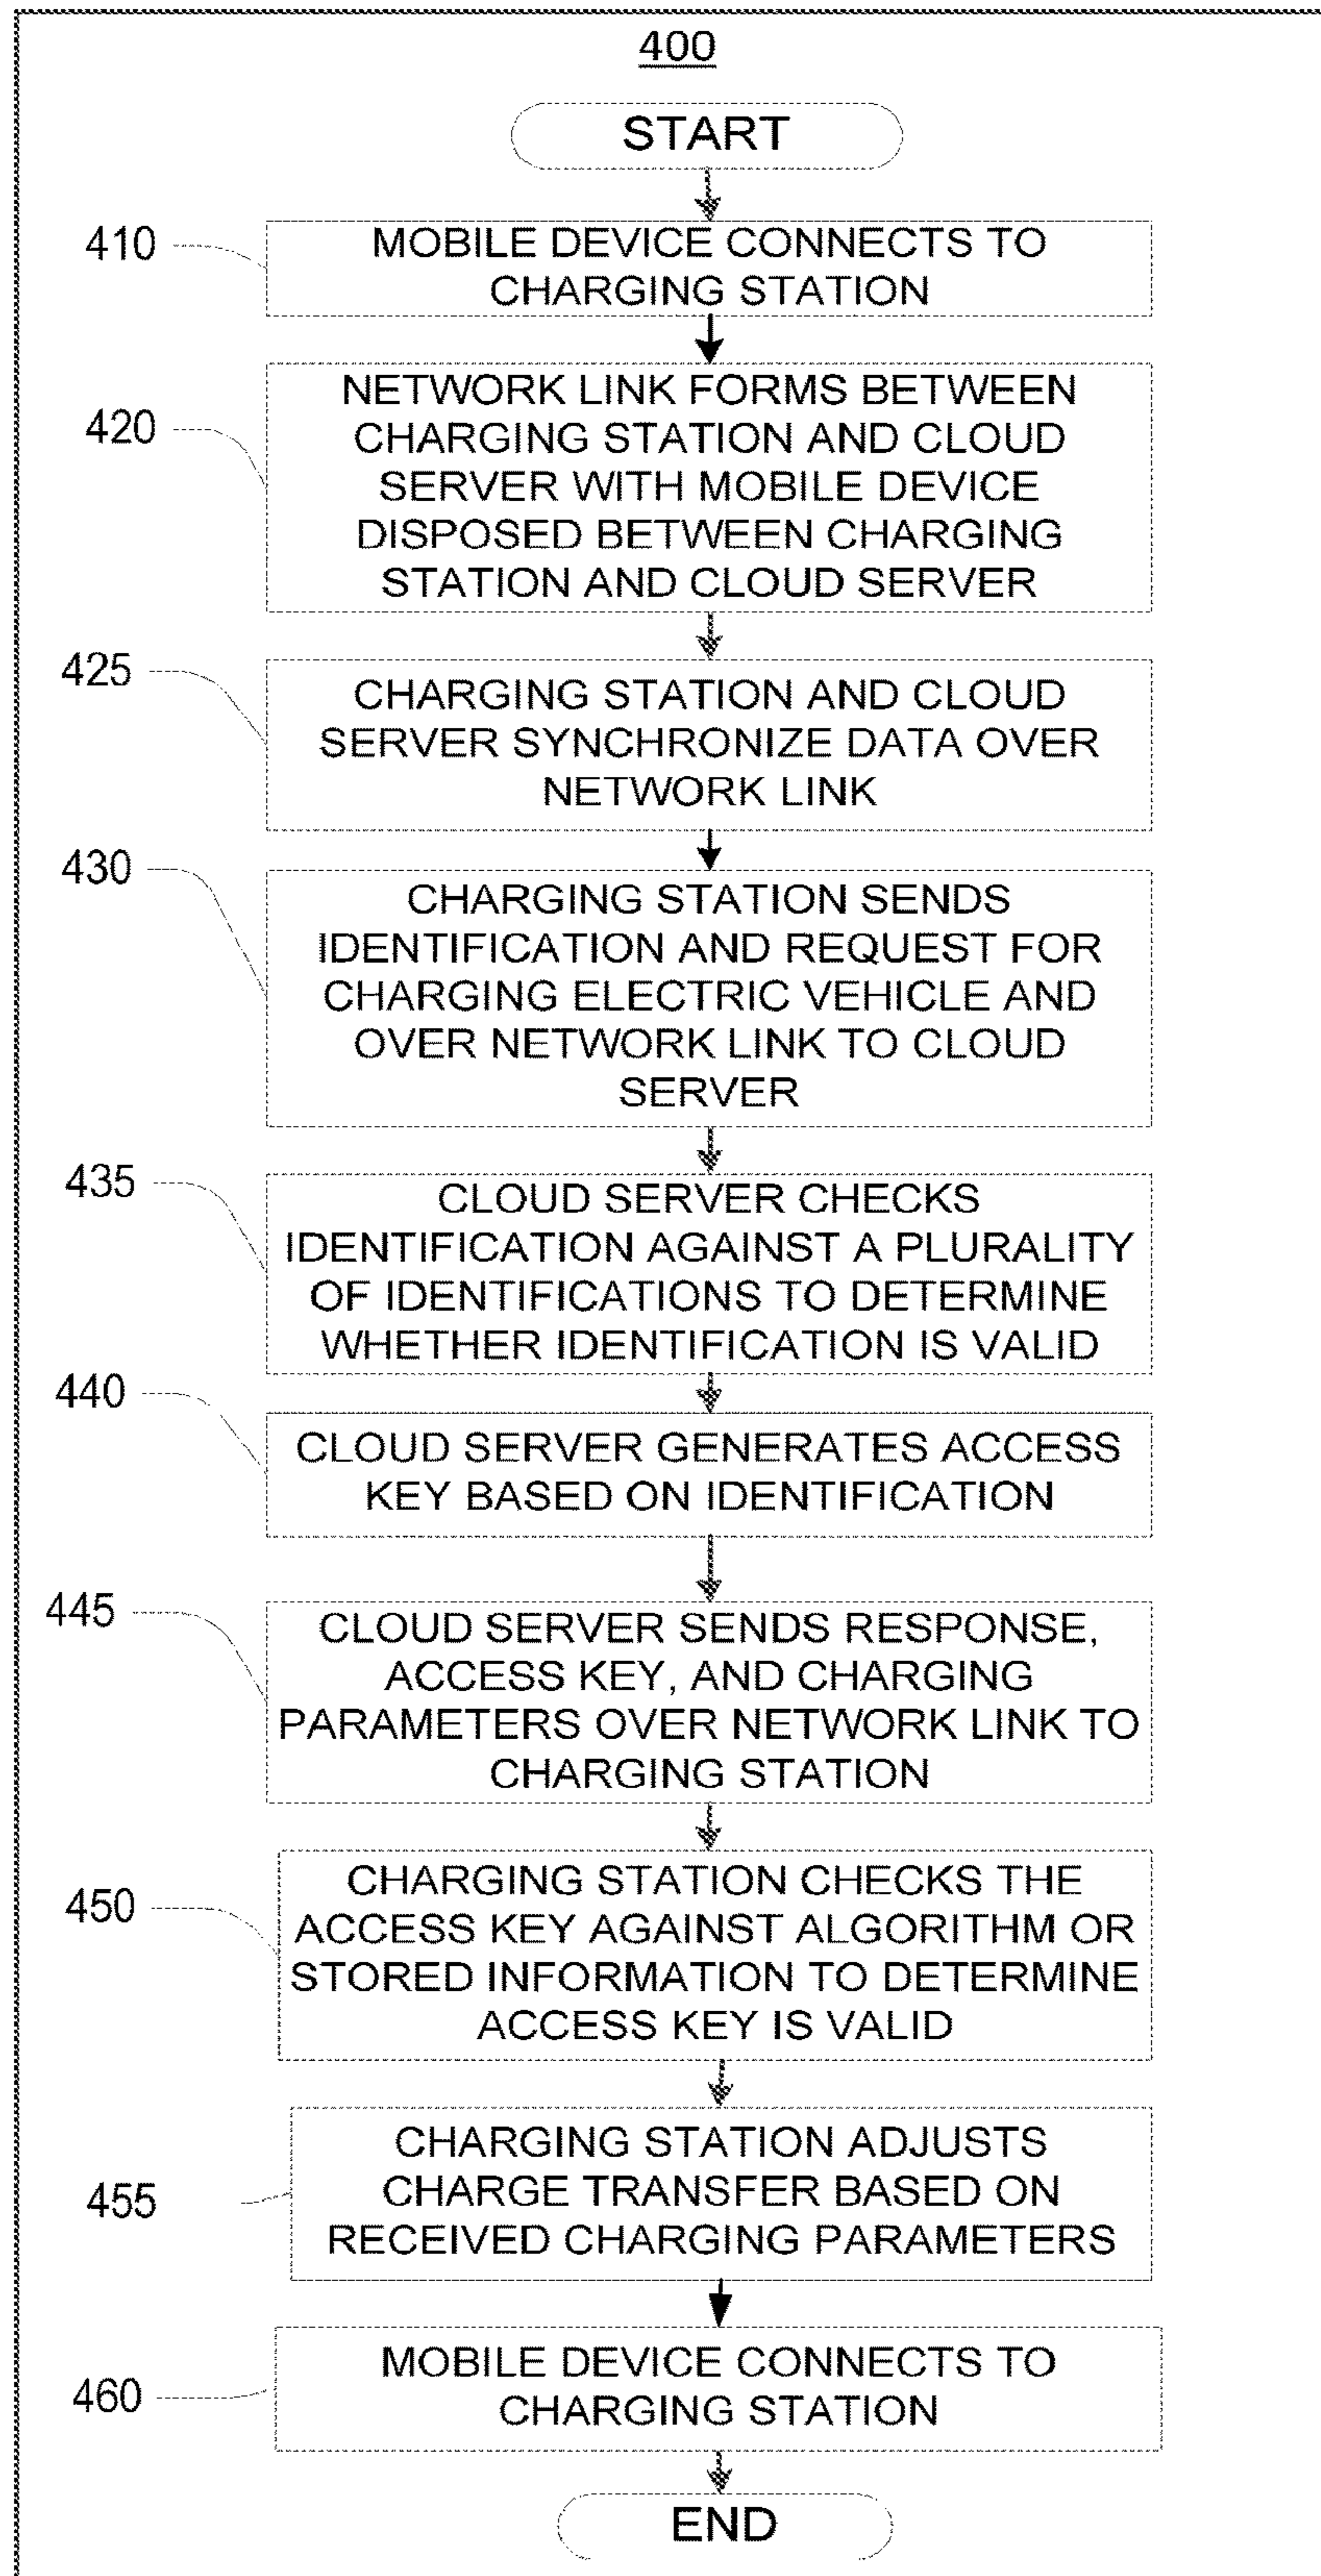 400
START
410
MOBILE DEVICE CONNECTS TO
CHARGING STATION
420
NETWORK LINK FORMS BETWEEN
CHARGING STATION AND CLOUD
SERVER WITH MOBILE DEVICE
DISPOSED BETWEEN CHARGING
STATION AND CLOUD SERVER
425
CHARGING STATION AND CLOUD
SERVER SYNCHRONIZE DATA OVER
NETWORK LINK
430
CHARGING STATION SENDS
IDENTIFICATION AND REQUEST FOR
CHARGING ELECTRIC VEHICLE AND
OVER NETWORK LINK TO CLOUD
SERVER
435
CLOUD SERVER CHECKS
IDENTIFICATION AGAINST A PLURALITY
OF IDENTIFICATIONS TO DETERMINE
WHETHER IDENTIFICATION IS VALID
440
CLOUD SERVER GENERATES ACCESS
KEY BASED ON IDENTIFICATION
445
CLOUD SERVER SENDS RESPONSE,
ACCESS KEY, AND CHARGING
PARAMETERS OVER NETWORK LINK TO
CHARGING STATION
450
CHARGING STATION CHECKS THE
ACCESS KEY AGAINST ALGORITHM OR
STORED INFORMATION TO DETERMINE
ACCESS KEY IS VALID
455
CHARGING STATION ADJUSTS
CHARGE TRANSFER BASED ON
RECEIVED CHARGING PARAMETERS
460
MOBILE DEVICE CONNECTS TO
CHARGING STATION
END